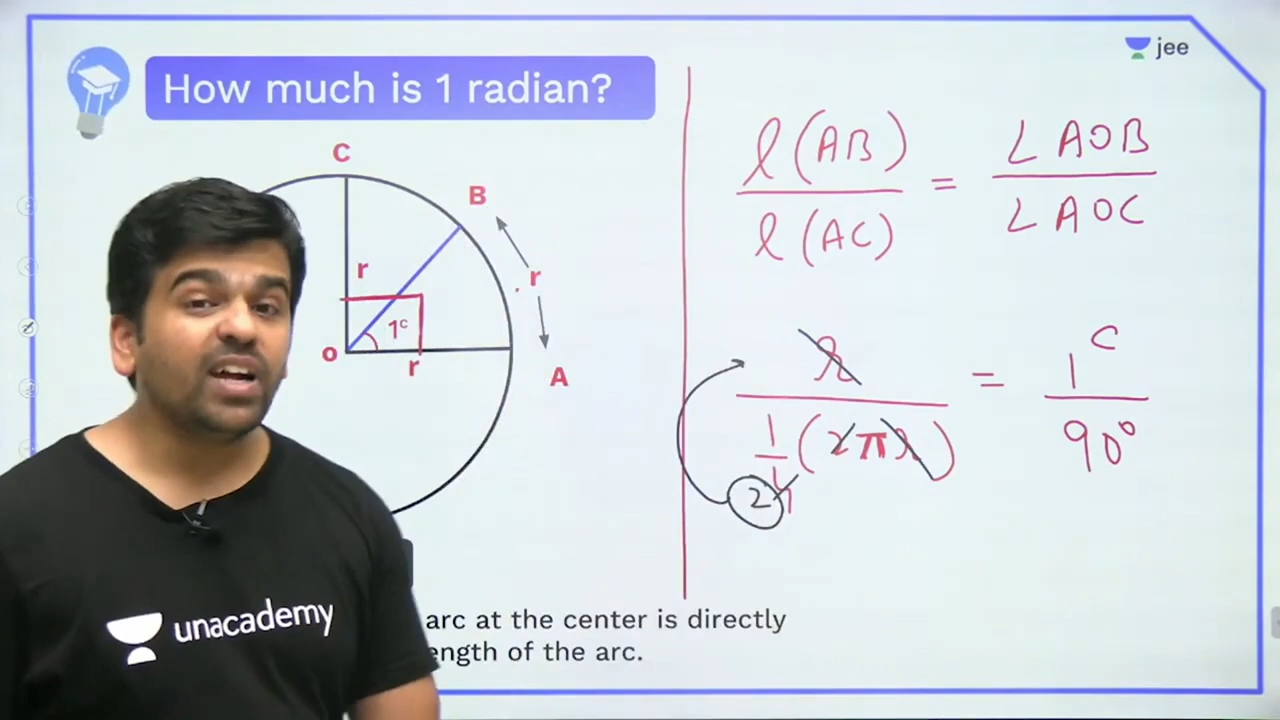 jee
How much is 1 radian?
C
B
r
r
1ᶜ
O
r
A
l(AB) / l(AC) = ∠AOB / ∠AOC
r / 1/4 (2πr) = 1ᶜ / 90°
2
arc at the center is directly
ength of the arc.
unacademy